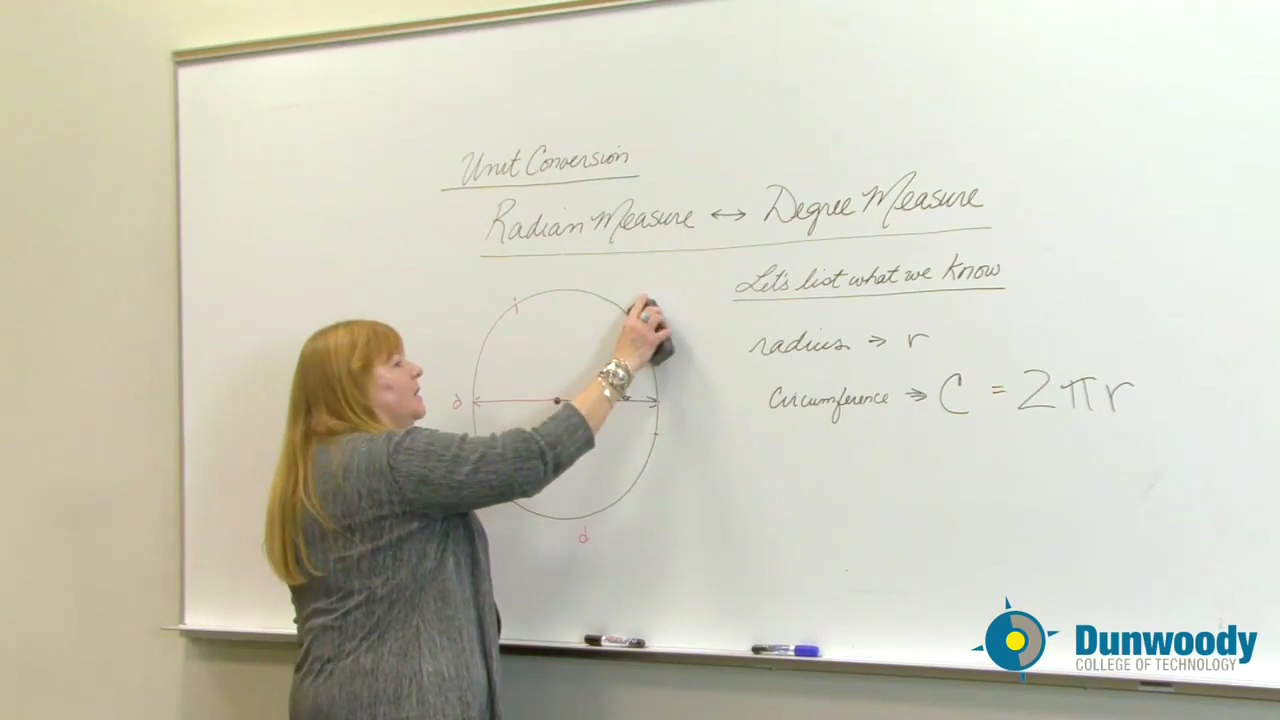 Unit Conversion
Radian Measure ↔ Degree Measure
Let's list what we know
radius → r
Circumference → C = 2πr
d
d
Dunwoody
COLLEGE OF TECHNOLOGY